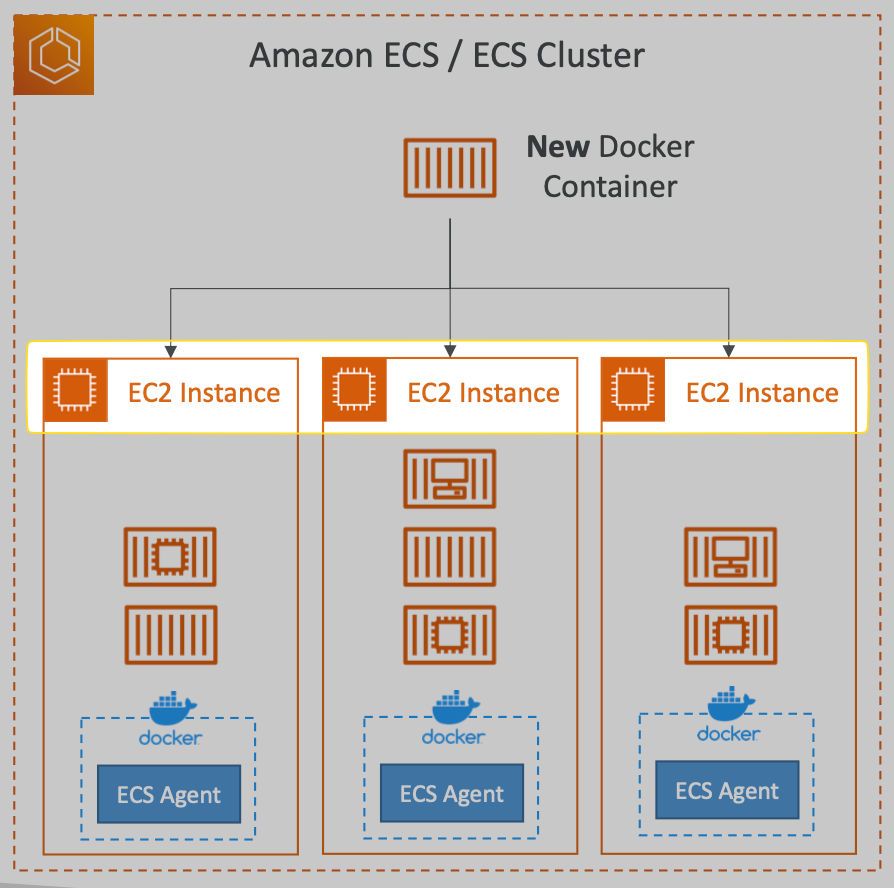 Amazon ECS / ECS Cluster
New Docker
Container
EC2 Instance
EC2 Instance
EC2 Instance
docker
docker
docker
ECS Agent
ECS Agent
ECS Agent